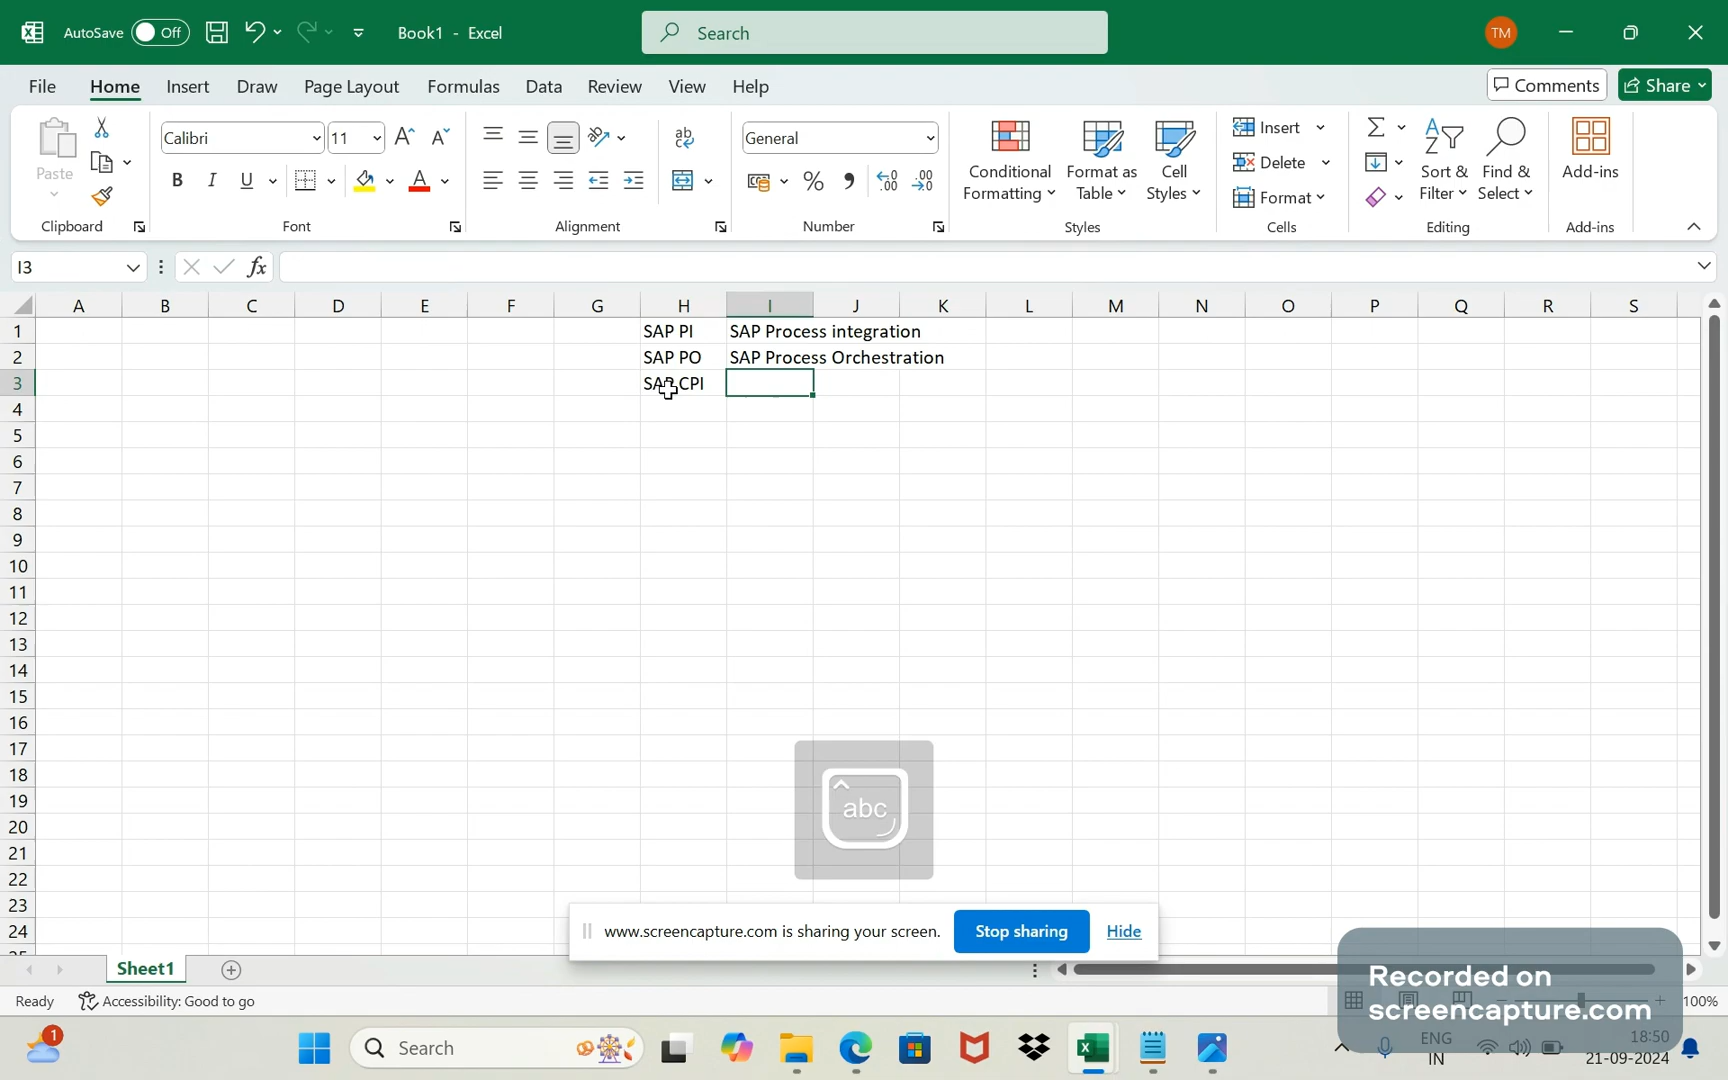 AutoSave Off Book1 - Excel Search TM
File Home Insert Draw Page Layout Formulas Data Review View Help Comments Share
Paste
Clipboard
Calibri 11
B I U A
Font
ab
Alignment
General
% , .00 .00
Number
Conditional Formatting
Format as Table
Cell Styles
Styles
Insert
Delete
Format
Cells
Sort & Filter
Find & Select
Editing
Add-ins
Add-ins
I3 fx
A B C D E F G H I J K L M N O P Q R S
1 SAP PI SAP Process integration
2 SAP PO SAP Process Orchestration
3 SAP CPI
4
5
6
7
8
9
10
11
12
13
14
15
16
17
18
19
20
21
22
23
24
abc
www.screencapture.com is sharing your screen. Stop sharing Hide
Sheet1
Ready Accessibility: Good to go 100%
Recorded on
screencapture.com
1 Search ENG
IN
18:50
21-09-2024